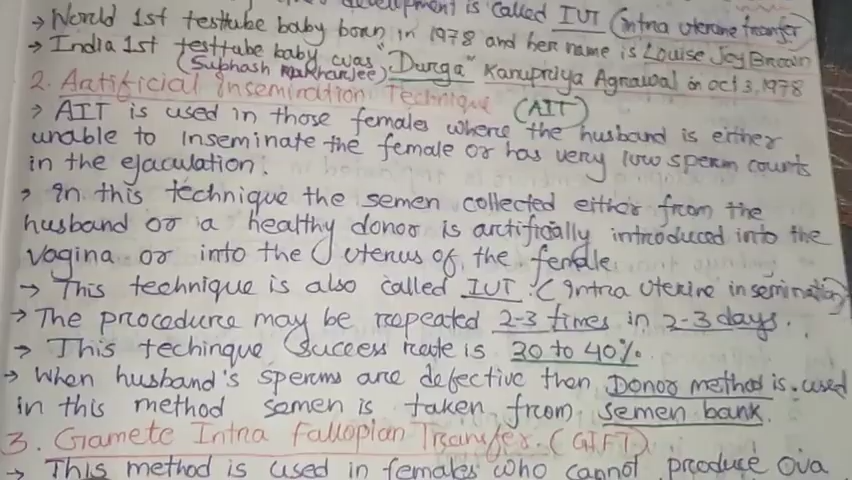 development is called IUT (intra uterine transfer)
→ World 1st testtube baby born in 1978 and her name is Louise Joy Brown
→ India 1st testtube baby was "Durga" Kanupriya Agrawal in oct 3, 1978
(Subhash Mukharjee)
2. Artificial Insemination Technique (AIT)
→ AIT is used in those females where the husband is either
unable to inseminate the female or has very low sperm counts
in the ejaculation.
→ In this technique the semen collected either from the
husband or a healthy donor is artificially introduced into the
vagina or into the uterus of the female
→ This technique is also called IUT. (Intra uterine insemination)
→ The procedure may be repeated 2-3 times in 2-3 days.
→ This techinque success rate is 30 to 40%.
→ When husband's sperms are defective then Donor method is used
in this method semen is taken from semen bank.
3. Gamete Intra Fallopian Transfer. (GIFT)
→ This method is used in females who cannot produce ova